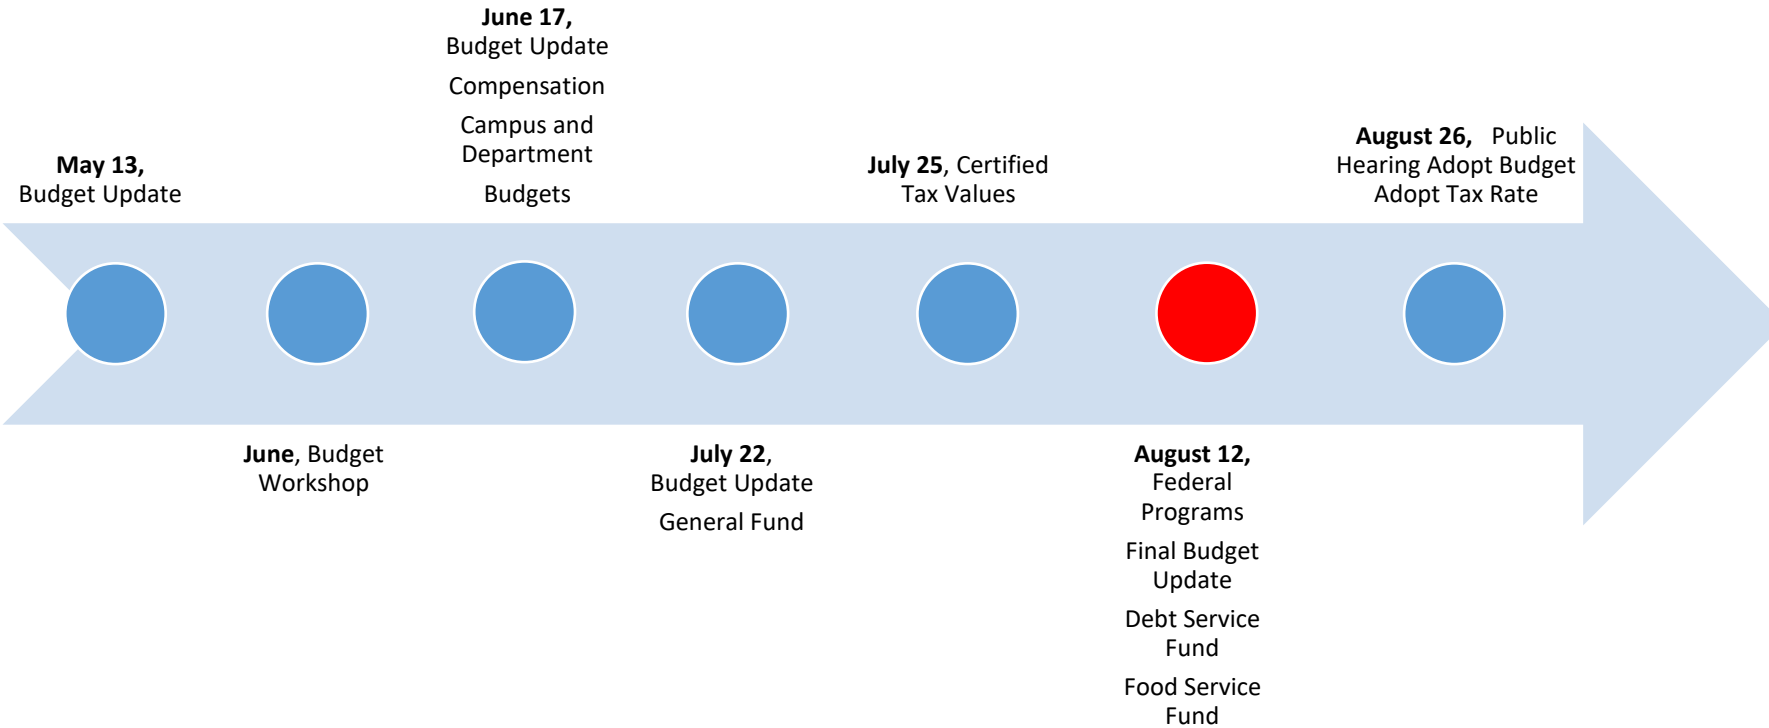 May 13,
Budget Update
June, Budget
Workshop
June 17,
Budget Update
Compensation
Campus and
Department
Budgets
July 22,
Budget Update
General Fund
July 25, Certified
Tax Values
August 12,
Federal
Programs
Final Budget
Update
Debt Service
Fund
Food Service
Fund
August 26, Public
Hearing Adopt Budget
Adopt Tax Rate